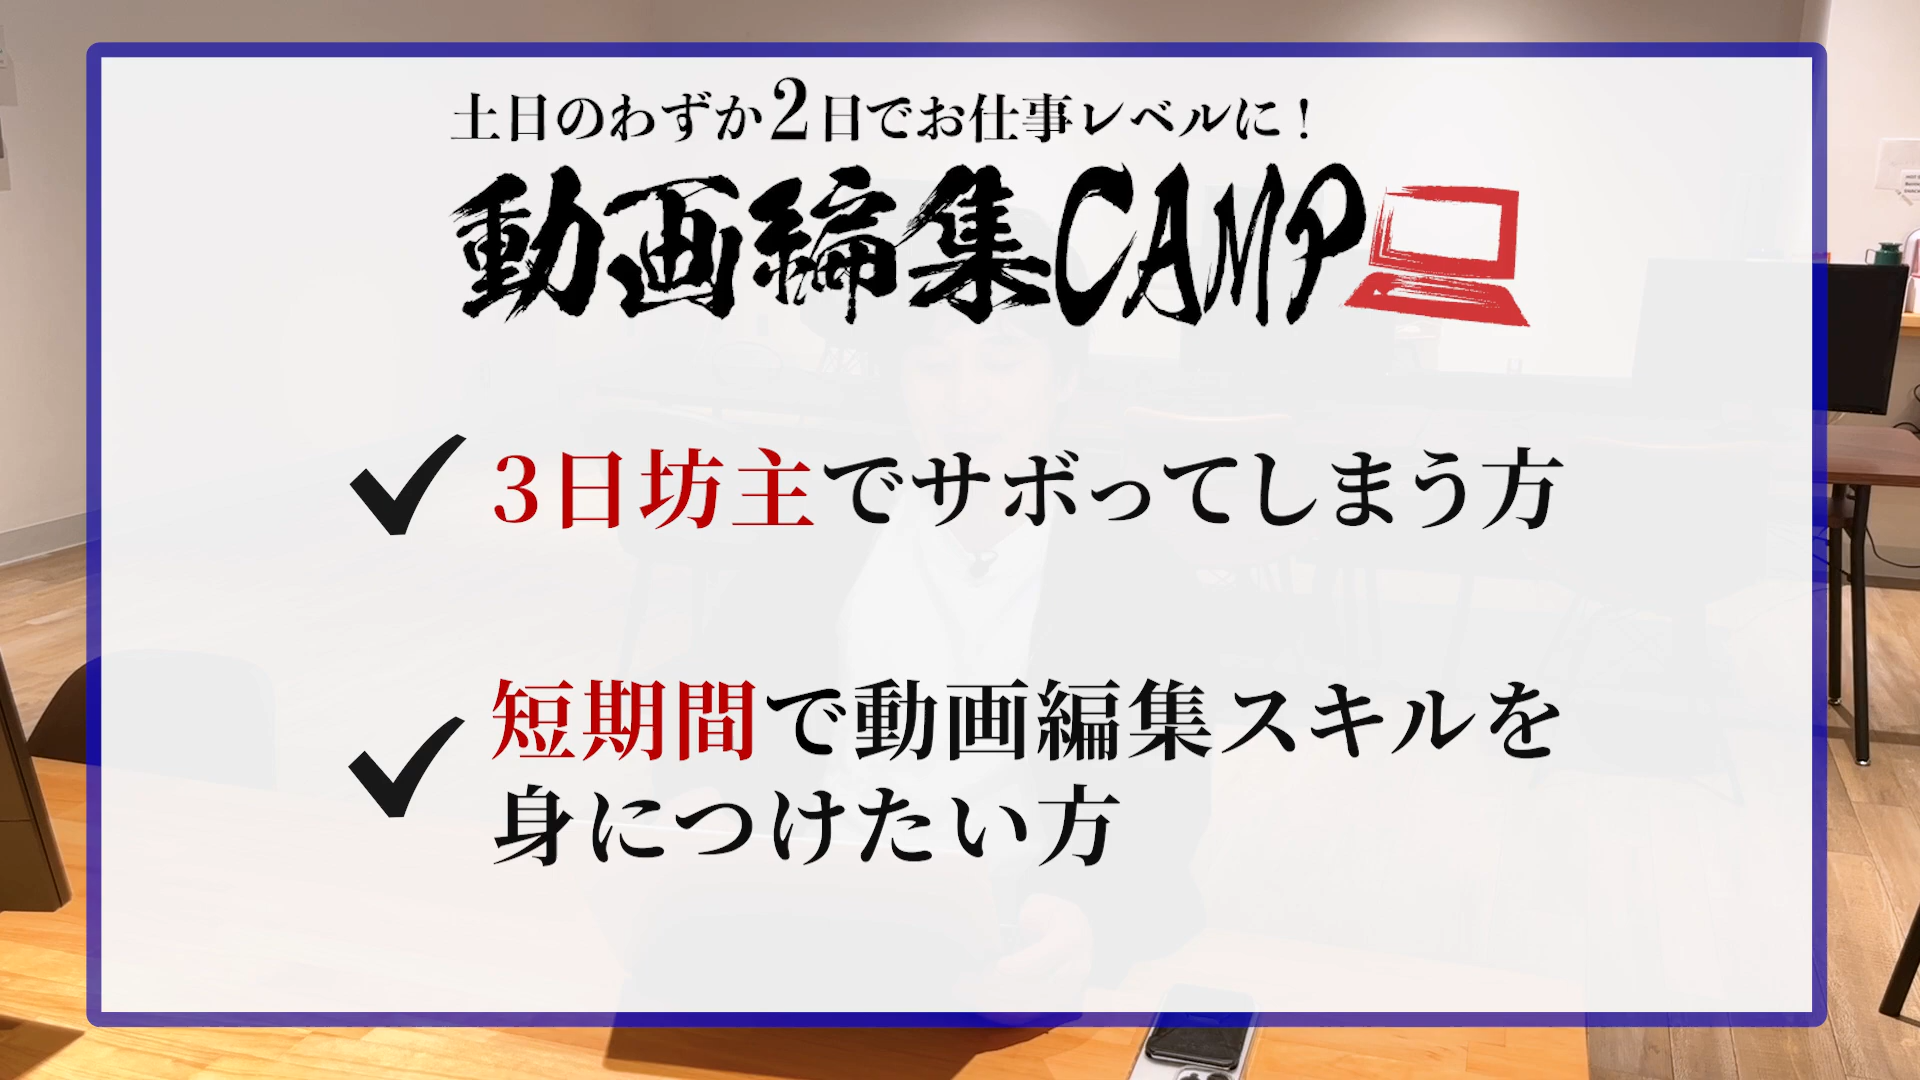 土日のわずか2日でお仕事レベルに！
動画編集CAMP
3日坊主でサボってしまう方
短期間で動画編集スキルを
身につけたい方